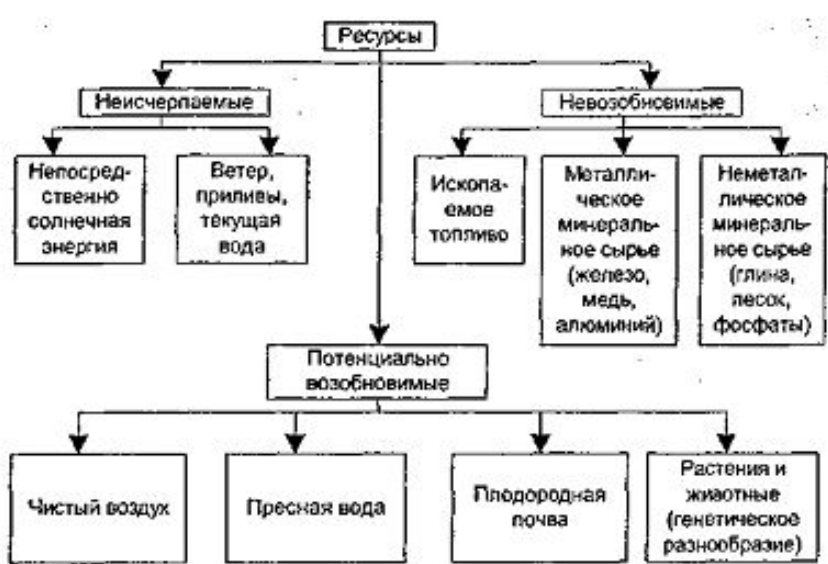 Ресурсы
Неисчерпаемые
Невозобновимые
Непосред-
ственно
солнечная
энергия
Ветер,
приливы,
текущая
вода
Ископа-
емое
топливо
Металли-
ческое
минераль-
ное сырье
(железо,
медь,
алюминий)
Неметал-
лическое
минераль-
ное сырье
(глина,
песок,
фосфаты)
Потенциально
возобновимые
Чистый воздух
Пресная вода
Плодородная
почва
Растения и
животные
(генетическое
разнообразие)